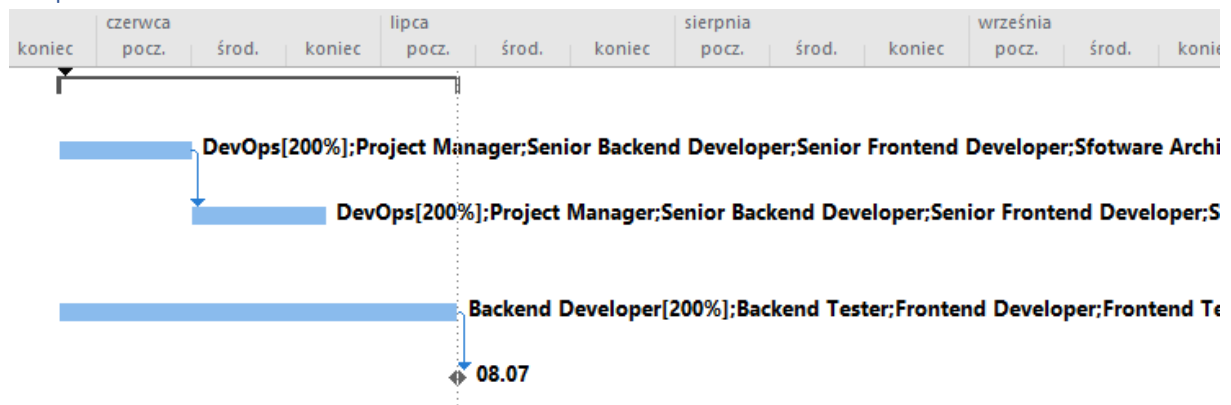 czerwca lipca sierpnia września
koniec pocz. środ. koniec pocz. środ. koniec pocz. środ. koniec pocz. środ. konie
DevOps[200%];Project Manager;Senior Backend Developer;Senior Frontend Developer;Sfotware Archi
DevOps[200%];Project Manager;Senior Backend Developer;Senior Frontend Developer;S
Backend Developer[200%];Backend Tester;Frontend Developer;Frontend Te
08.07